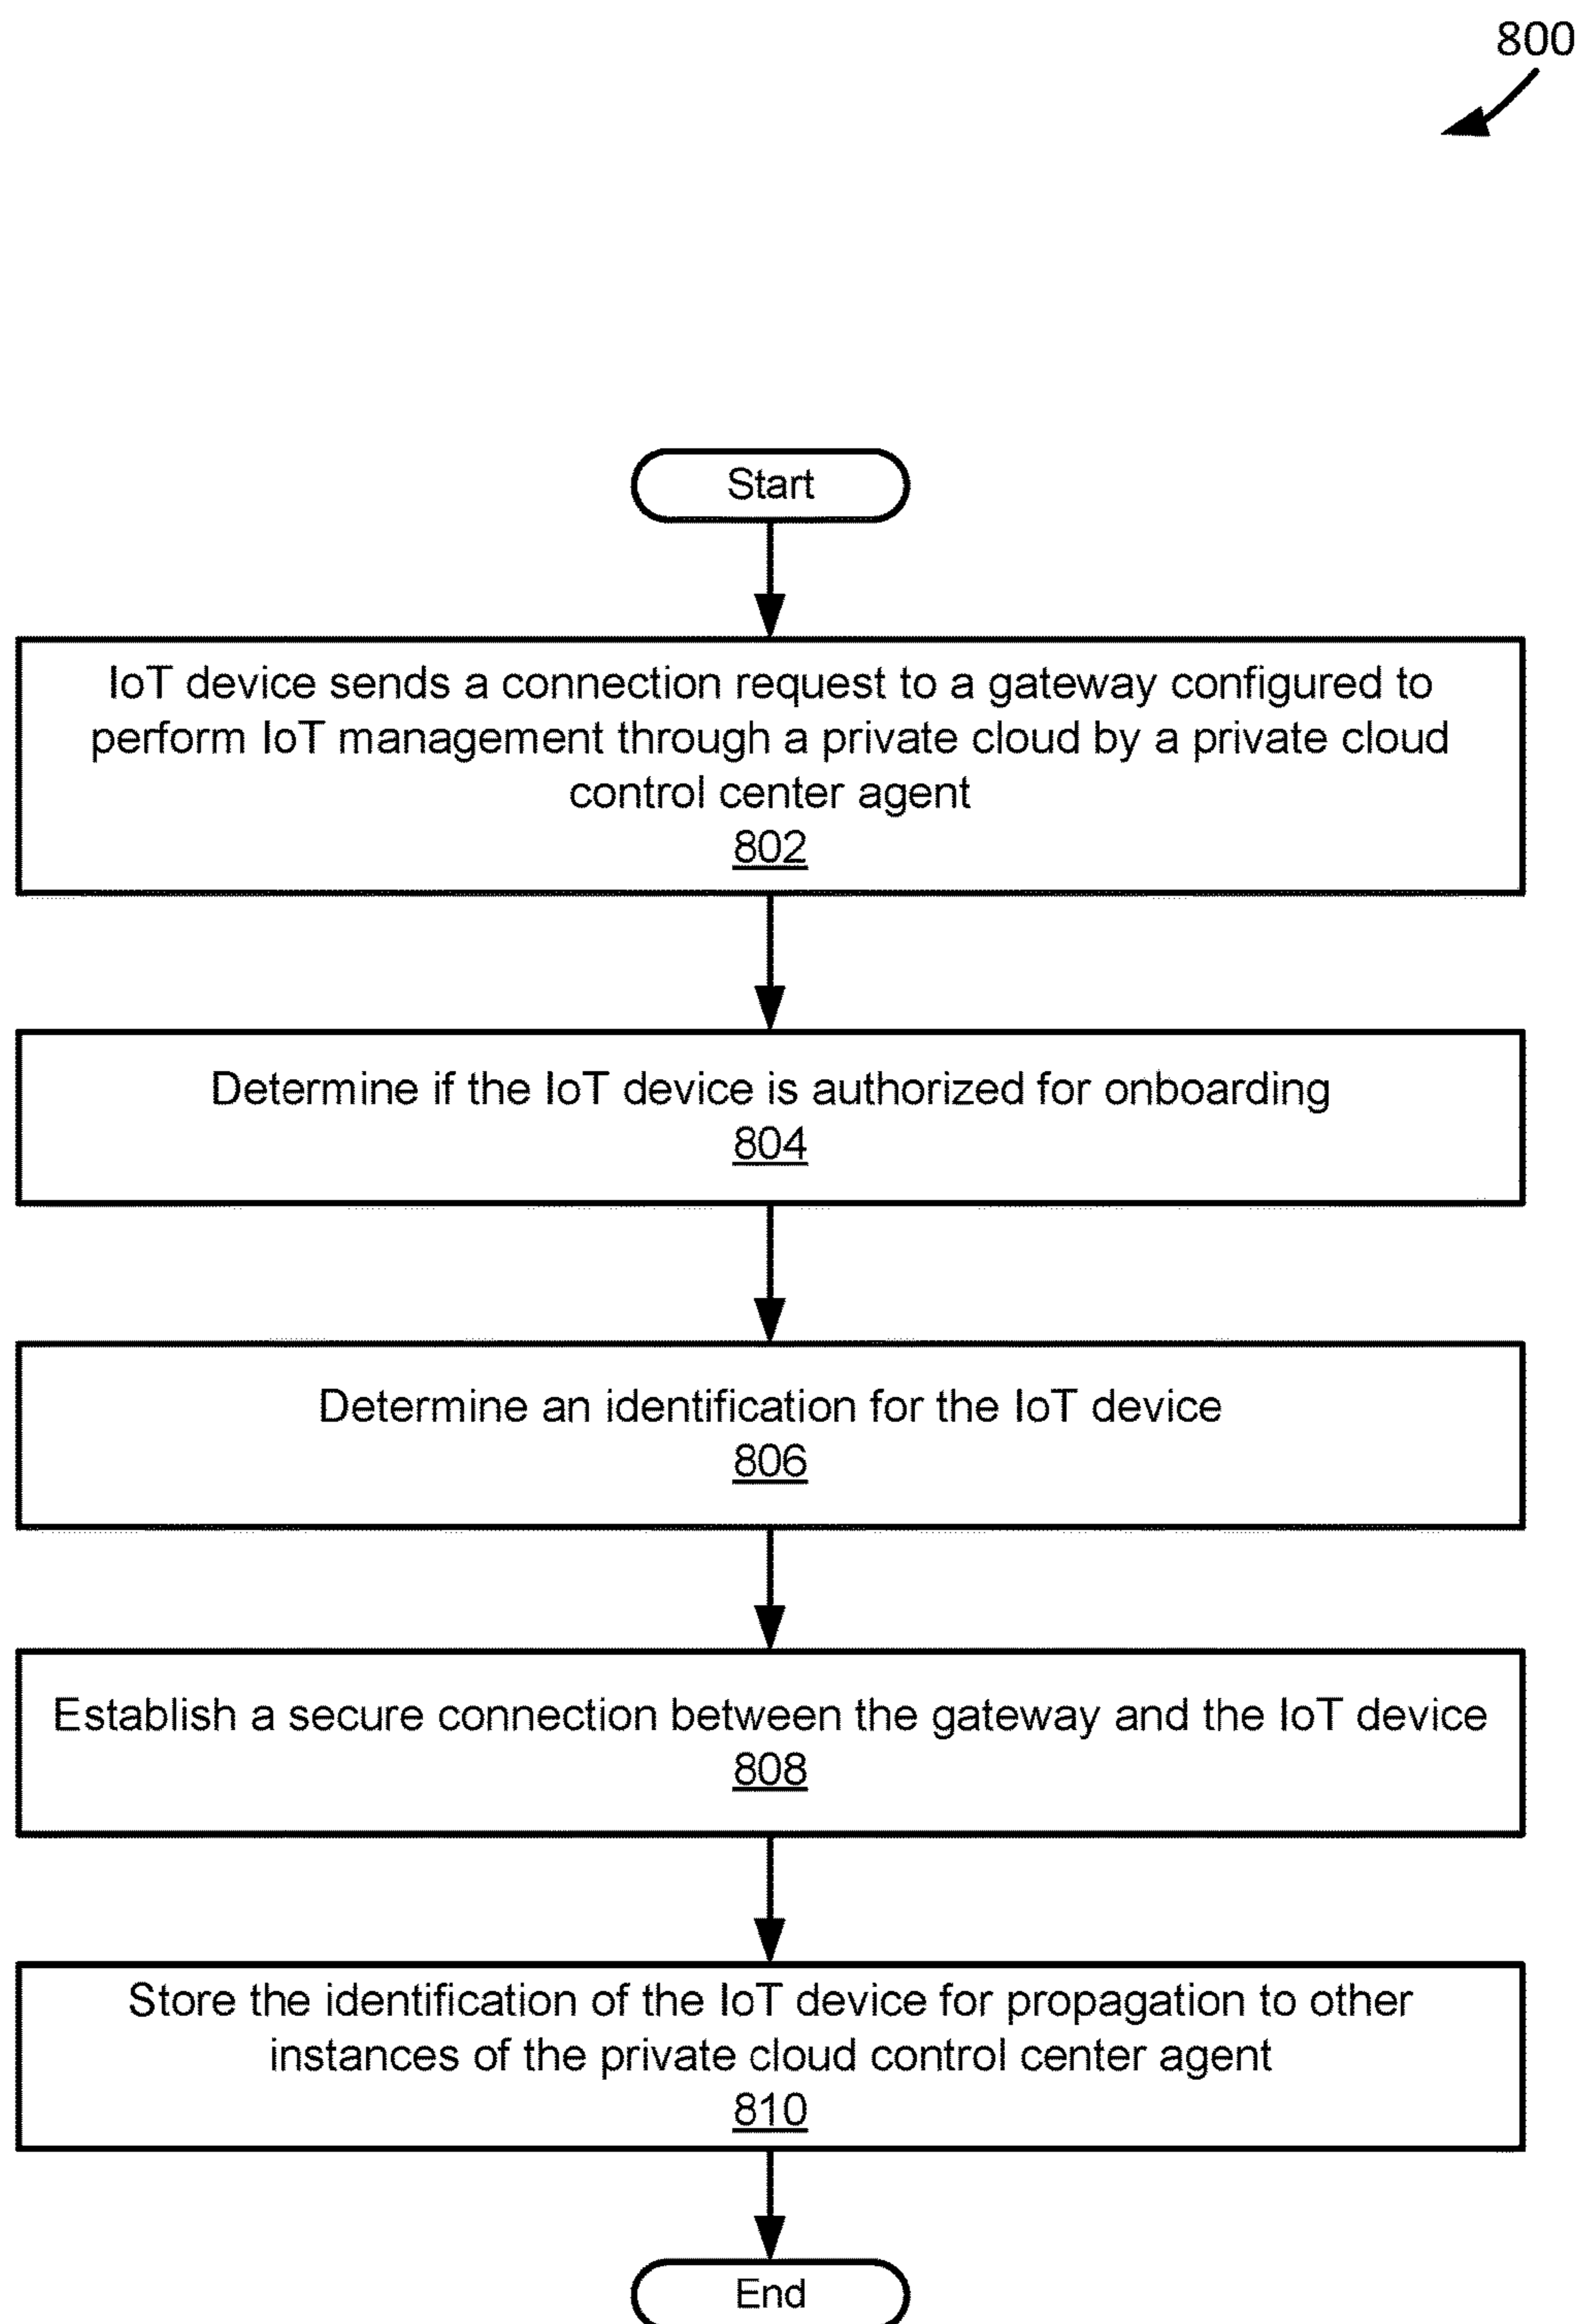 800
Start
IoT device sends a connection request to a gateway configured to
perform IoT management through a private cloud by a private cloud
control center agent
802
Determine if the IoT device is authorized for onboarding
804
Determine an identification for the IoT device
806
Establish a secure connection between the gateway and the IoT device
808
Store the identification of the IoT device for propagation to other
instances of the private cloud control center agent
810
End